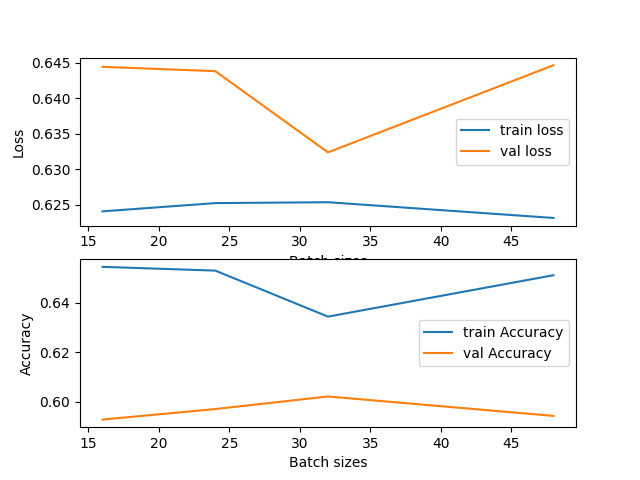 0.645
0.640
0.635
0.630
0.625
Loss
train loss
val loss
15 20 25 30 35 40 45
Batch sizes
0.64
0.62
0.60
Accuracy
train Accuracy
val Accuracy
15 20 25 30 35 40 45
Batch sizes